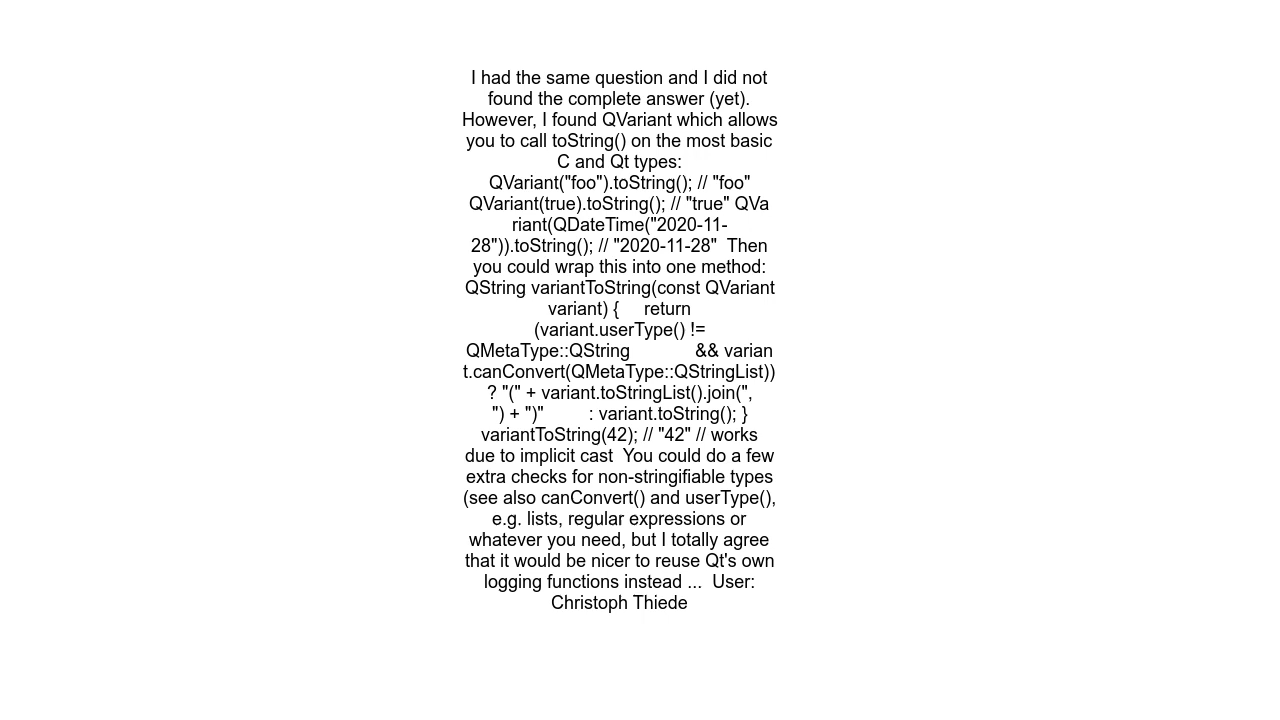 I had the same question and I did not
found the complete answer (yet).
However, I found QVariant which allows
you to call toString() on the most basic
C and Qt types:
QVariant("foo").toString(); // "foo"
QVariant(true).toString(); // "true" QVa
riant(QDateTime("2020-11-
28")).toString(); // "2020-11-28"  Then
you could wrap this into one method:
QString variantToString(const QVariant
variant) {     return
(variant.userType() !=
QMetaType::QString             && varian
t.canConvert(QMetaType::QStringList))
? "(" + variant.toStringList().join(",
") + ")"         : variant.toString(); }
variantToString(42); // "42" // works
due to implicit cast  You could do a few
extra checks for non-stringifiable types
(see also canConvert() and userType(),
e.g. lists, regular expressions or
whatever you need, but I totally agree
that it would be nicer to reuse Qt's own
logging functions instead ...  User:
Christoph Thiede